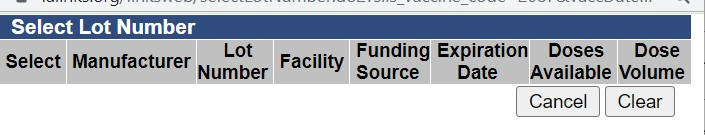 Select Lot Number
Select Manufacturer Lot Number Facility Funding Source Expiration Date Doses Available Dose Volume
Cancel Clear